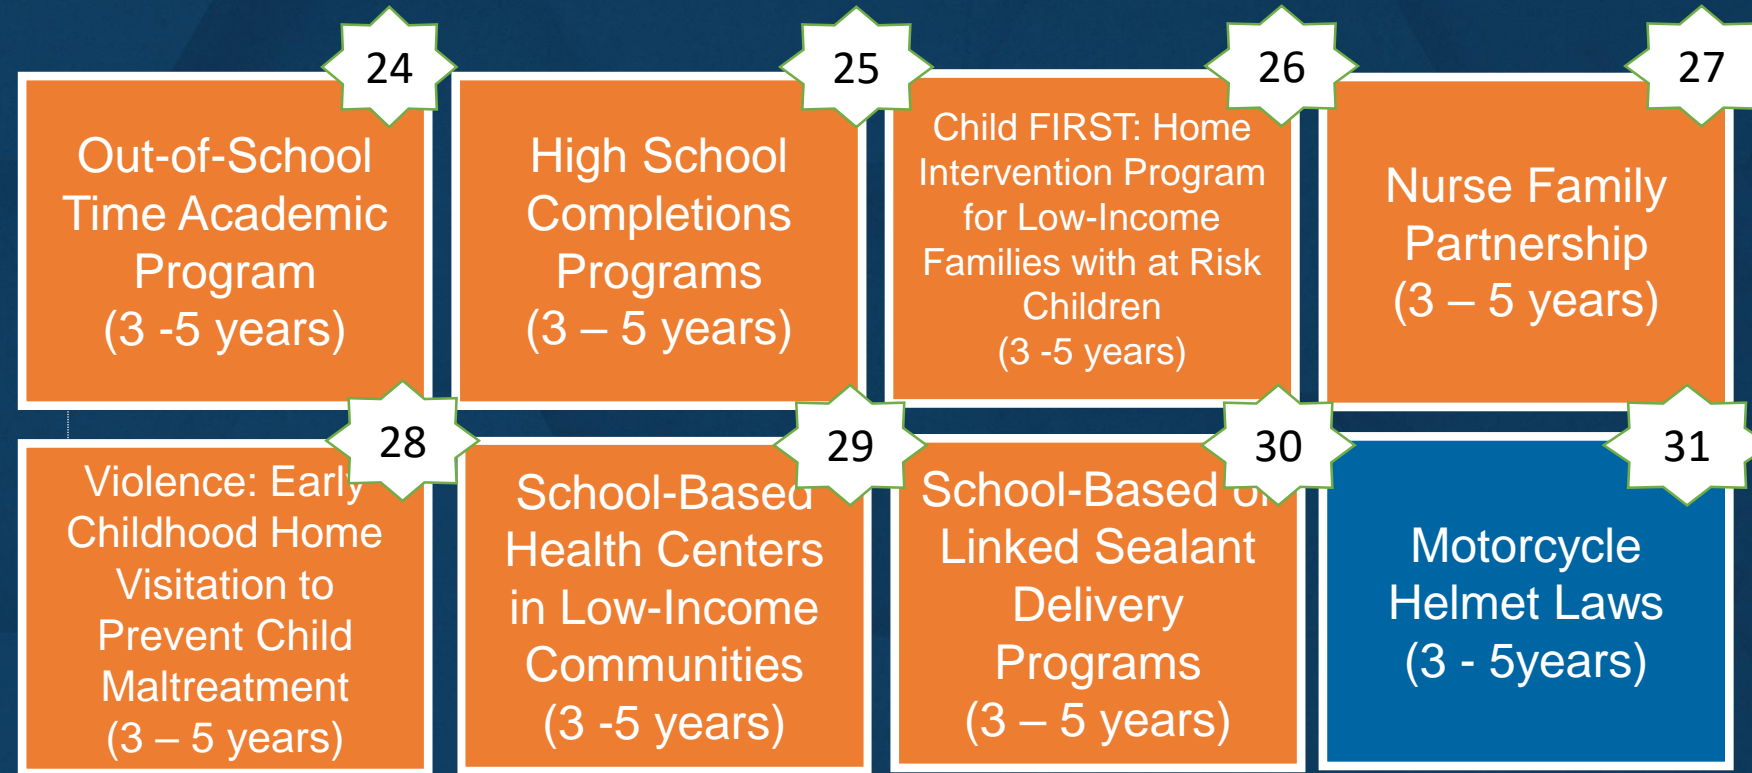 24
Out-of-School
Time Academic
Program
(3 -5 years)
25
High School
Completions
Programs
(3 – 5 years)
26
Child FIRST: Home
Intervention Program
for Low-Income
Families with at Risk
Children
(3 -5 years)
27
Nurse Family
Partnership
(3 – 5 years)
28
Violence: Early
Childhood Home
Visitation to
Prevent Child
Maltreatment
(3 – 5 years)
29
School-Based
Health Centers
in Low-Income
Communities
(3 -5 years)
30
School-Based or
Linked Sealant
Delivery
Programs
(3 – 5 years)
31
Motorcycle
Helmet Laws
(3 - 5years)